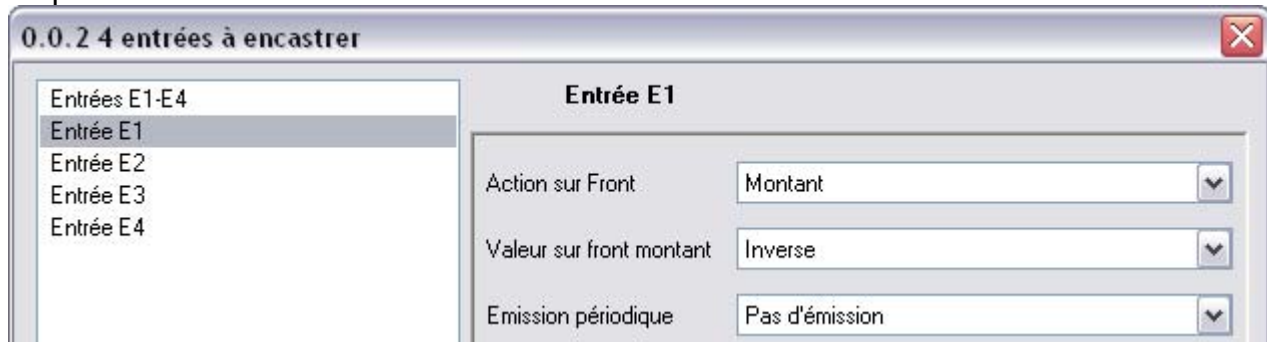 0.0.2 4 entrées à encastrer
Entrées E1-E4
Entrée E1
Entrée E2
Entrée E3
Entrée E4
Entrée E1
Action sur Front Montant
Valeur sur front montant Inverse
Emission périodique Pas d'émission